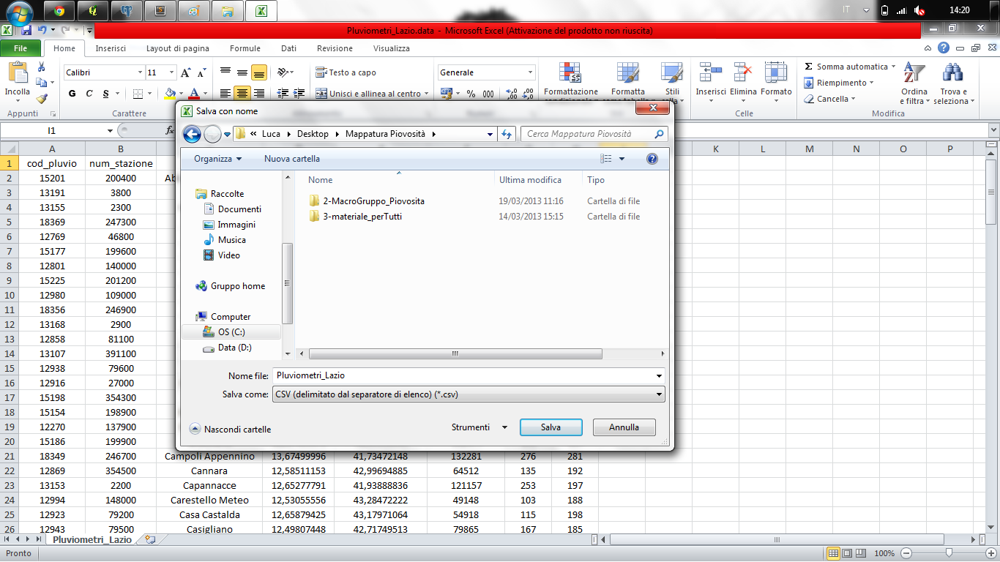 IT 14:20
Pluviometri_Lazio.data - Microsoft Excel (Attivazione del prodotto non riuscita)
File Home Inserisci Layout di pagina Formule Dati Revisione Visualizza
Incolla
Calibri 11
G C S
Testo a capo
Unisci e allinea al centro
Generale
% 000
Formattazione
Formatta
Stili
Inserisci Elimina Formato
Somma automatica
Riempimento
Cancella
Ordina e filtra
Trova e seleziona
Appunti Carattere Celle Modifica
I1 fx
Salva con nome
« Luca Desktop Mappatura Piovosità
Cerca Mappatura Piovosità
Organizza Nuova cartella
Raccolte
Documenti
Immagini
Musica
Video
Gruppo home
Computer
OS (C:)
Data (D:)
Nome Ultima modifica Tipo
2-MacroGruppo_Piovosita 19/03/2013 11:16 Cartella di file
3-materiale_perTutti 14/03/2013 15:15 Cartella di file
Nome file: Pluviometri_Lazio
Salva come: CSV (delimitato dal separatore di elenco) (*.csv)
Nascondi cartelle Strumenti Salva Annulla
A B K L M N O P
1 cod_pluvio num_stazione
2 15201 200400 Ab
3 13191 3800
4 13155 2300
5 18369 247300
6 12769 46800
7 15177 199600
8 12801 140000
9 15225 201200
10 12980 109000
11 18356 246900
12 13168 2900
13 12858 81100
14 13107 391100
15 12938 79600
16 12916 27000
17 15198 354300
18 15154 198900
19 12270 137900
20 15186 199900
21 18349 246700 Campoli Appennino 13,67499996 41,73472148 132281 276 281
22 12869 354500 Cannara 12,58511153 42,99694885 64512 135 192
23 13153 2200 Capannacce 12,65277791 41,93888836 121157 253 197
24 12994 148000 Carestello Meteo 12,53055556 43,28472222 49148 103 188
25 12923 79200 Casa Castalda 12,65879425 43,17971064 54918 115 198
26 12943 79500 Casigliano 12,49807448 42,71749513 79865 167 185
Pluviometri_Lazio
Pronto 100%